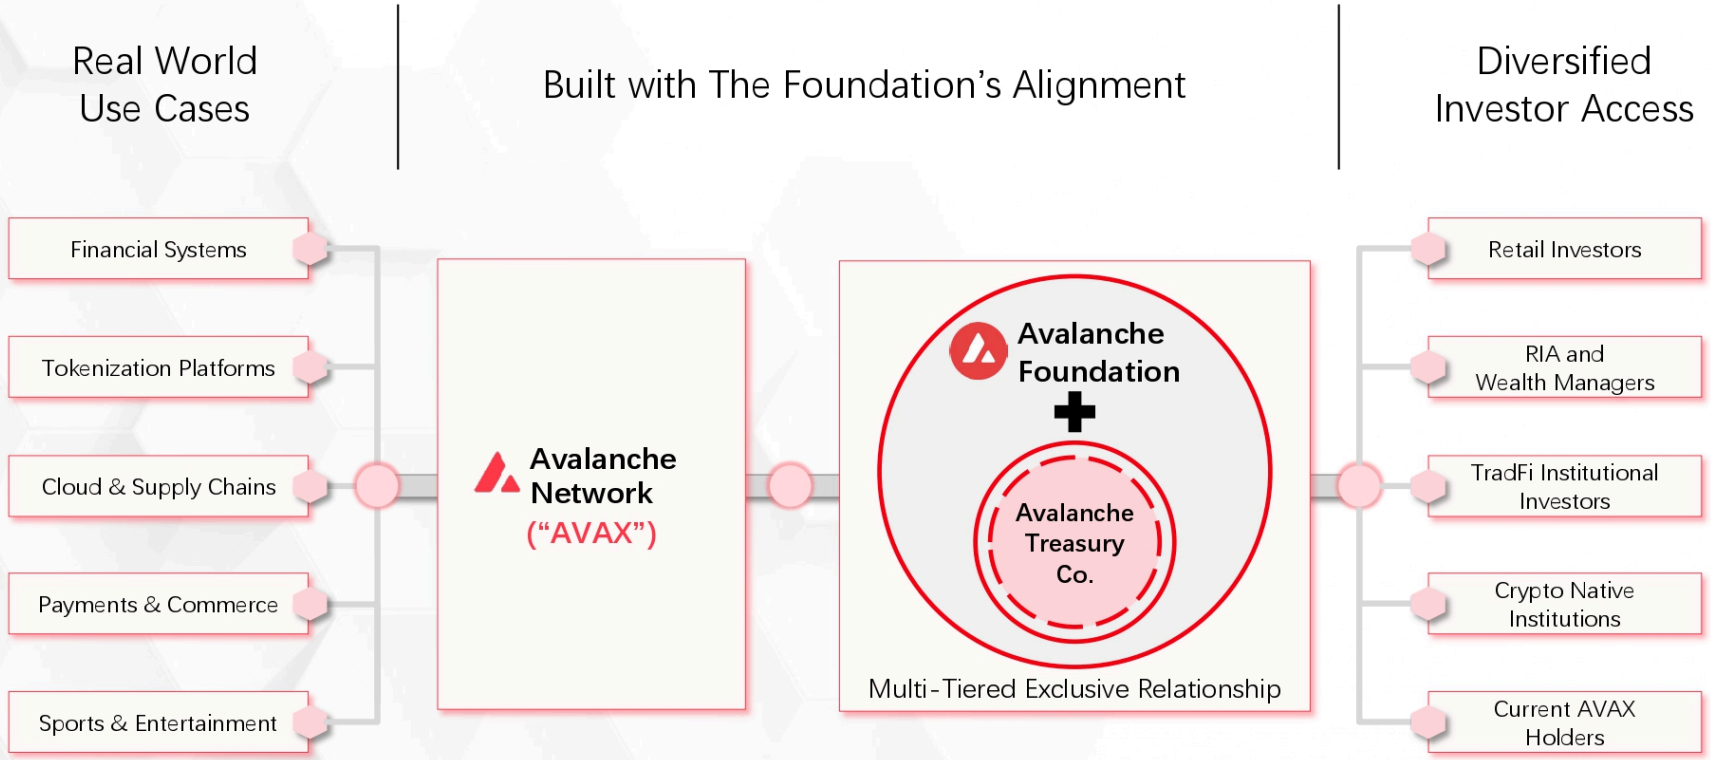 Real World
Use Cases
Built with The Foundation's Alignment
Diversified
Investor Access
Financial Systems
Tokenization Platforms
Cloud & Supply Chains
Payments & Commerce
Sports & Entertainment
Avalanche
Network
(“AVAX”)
Avalanche
Foundation
Avalanche
Treasury
Co.
Multi-Tiered Exclusive Relationship
Retail Investors
RIA and
Wealth Managers
TradFi Institutional
Investors
Crypto Native
Institutions
Current AVAX
Holders